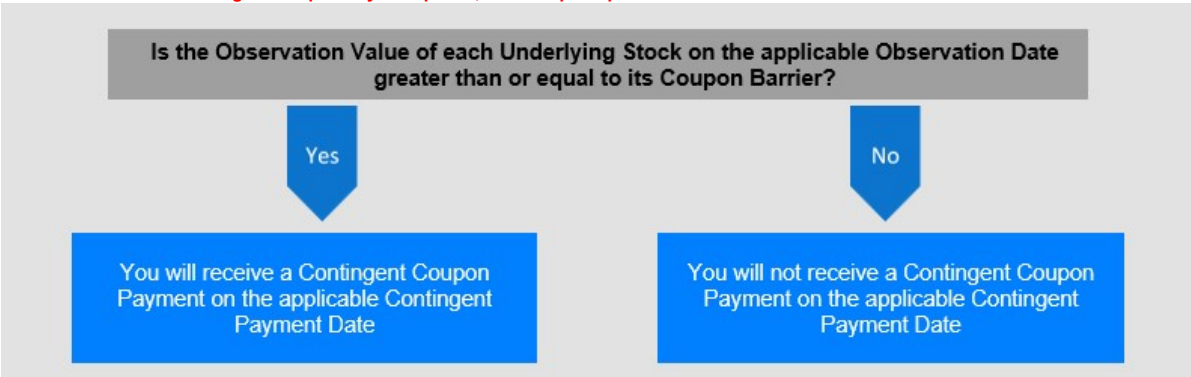 Is the Observation Value of each Underlying Stock on the applicable Observation Date
greater than or equal to its Coupon Barrier?
Yes
No
You will receive a Contingent Coupon
Payment on the applicable Contingent
Payment Date
You will not receive a Contingent Coupon
Payment on the applicable Contingent
Payment Date